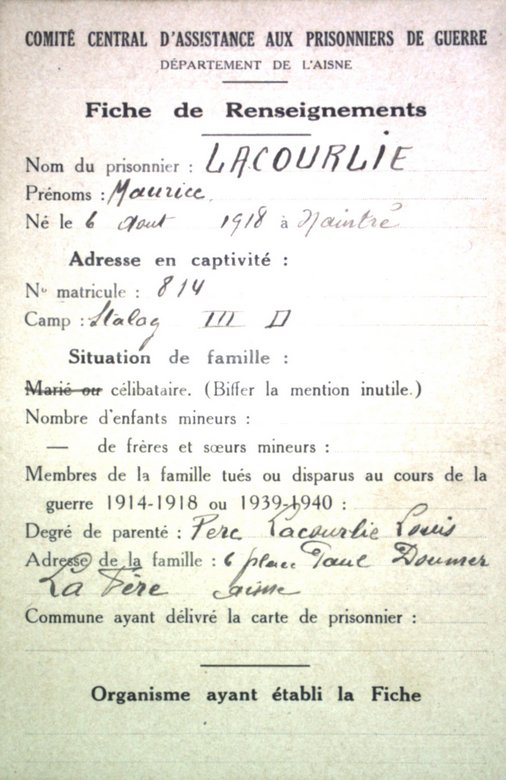 COMITÉ CENTRAL D'ASSISTANCE AUX PRISONNIERS DE GUERRE
DÉPARTEMENT DE L'AISNE
Fiche de Renseignements
Nom du prisonnier : LACOURLIE
Prénoms : Maurice
Né le 6 Aout 1918 à Naintré
Adresse en captivité :
No matricule : 814
Camp : Stalag III D
Situation de famille :
Marié ou célibataire. (Biffer la mention inutile.)
Nombre d'enfants mineurs :
— de frères et sœurs mineurs :
Membres de la famille tués ou disparus au cours de la
guerre 1914-1918 ou 1939-1940 :
Degré de parenté : Père Lacourlie Louis
Adresse de la famille : 6 place Paul Doumer
La Fère Aisne
Commune ayant délivré la carte de prisonnier :
Organisme ayant établi la Fiche